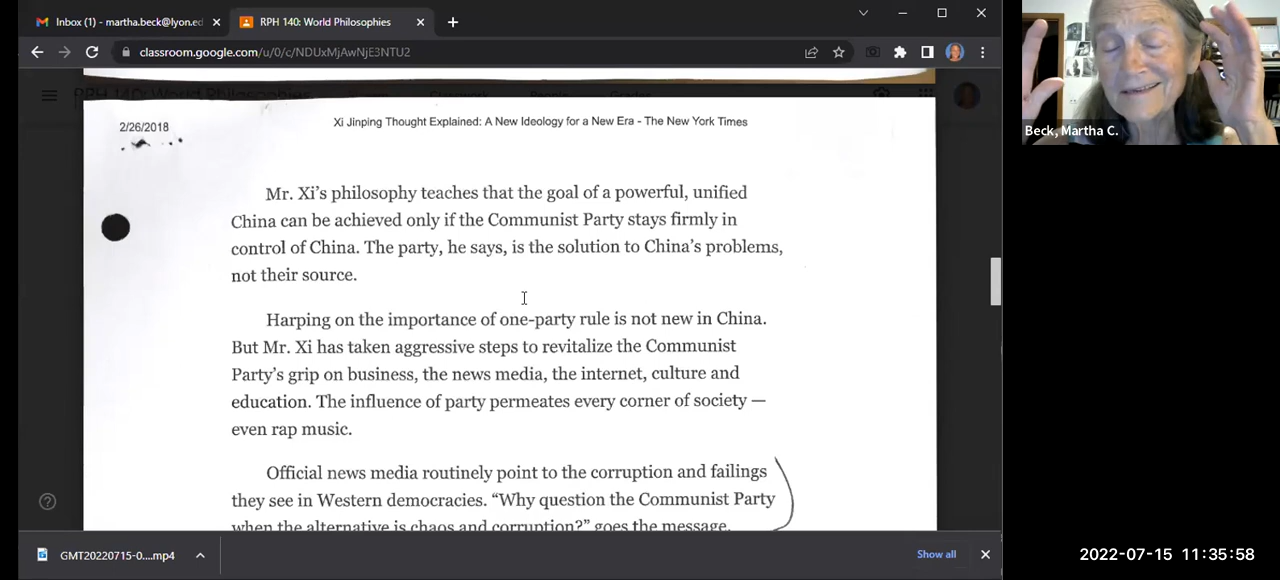 Inbox (1) - martha.beck@lyon.ed
RPH 140: World Philosophies
classroom.google.com/u/0/c/NDUxMjAwNjE3NTU2
RPH 140: World Philosophies
Classwork
People
Grades
2/26/2018
Xi Jinping Thought Explained: A New Ideology for a New Era - The New York Times
Mr. Xi's philosophy teaches that the goal of a powerful, unified
China can be achieved only if the Communist Party stays firmly in
control of China. The party, he says, is the solution to China's problems,
not their source.
Harping on the importance of one-party rule is not new in China.
But Mr. Xi has taken aggressive steps to revitalize the Communist
Party's grip on business, the news media, the internet, culture and
education. The influence of party permeates every corner of society —
even rap music.
Official news media routinely point to the corruption and failings
they see in Western democracies. “Why question the Communist Party
when the alternative is chaos and corruption?” goes the message.
GMT20220715-0....mp4
Show all
Beck, Martha C.
2022-07-15 11:35:58